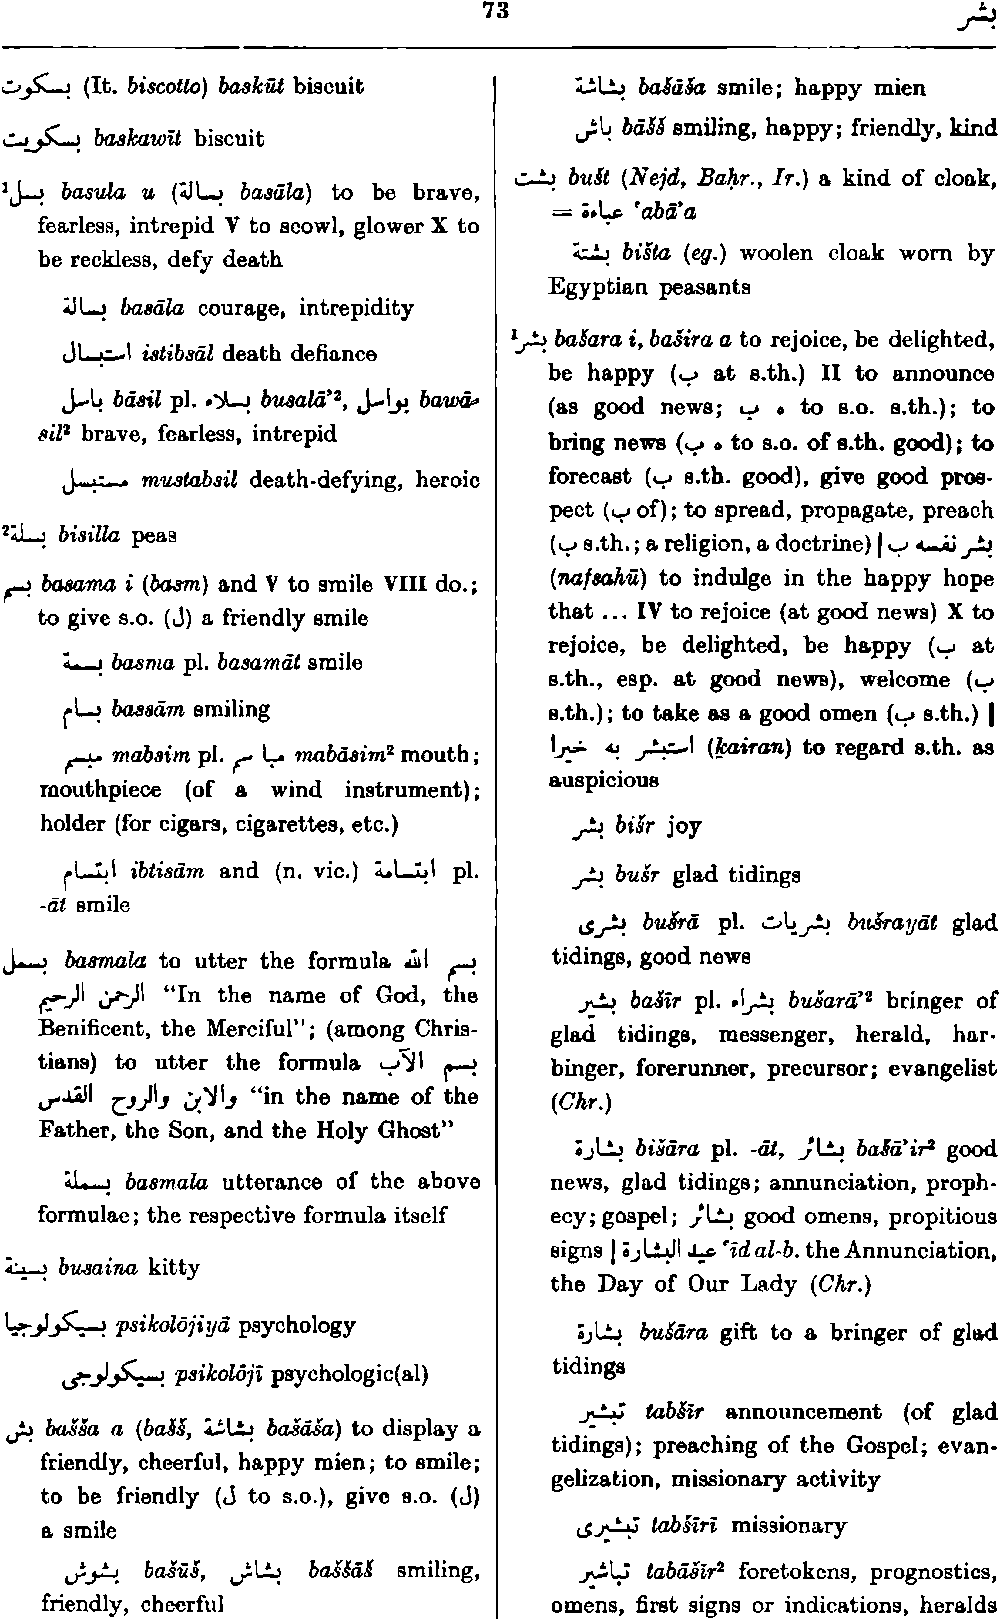 73
بشر
بسكوت (It. biscotto) baskūt biscuit
بسكويت baskawīt biscuit
¹بسل basula u (بسالة basāla) to be brave,
fearless, intrepid V to scowl, glower X to
be reckless, defy death
بسالة basāla courage, intrepidity
استبسال istibsāl death defiance
باسل bāsil pl. بسلاء busalā’², بواسل bawā-
sil² brave, fearless, intrepid
مستبسل mustabsil death-defying, heroic
²بسلة bisilla peas
بسم basama i (basm) and V to smile VIII do.;
to give s.o. (ل) a friendly smile
بسمة basma pl. basamāt smile
بسام bassām smiling
مبسم mabsim pl. مباسم mabāsim² mouth;
mouthpiece (of a wind instrument);
holder (for cigars, cigarettes, etc.)
ابتسام ibtisām and (n. vic.) ابتسامة pl.
-āt smile
بسمل basmala to utter the formula بسم الله
الرحمن الرحيم “In the name of God, the
Benificent, the Merciful”; (among Chris-
tians) to utter the formula بسم الآب
والابن والروح القدس “in the name of the
Father, the Son, and the Holy Ghost”
بسملة basmala utterance of the above
formulae; the respective formula itself
بسينة busaina kitty
بسيكولوجيا psikolōjiyā psychology
بسيكولوجى psikolōjī psychologic(al)
بش bašša a (bašš, بشاشة bašāša) to display a
friendly, cheerful, happy mien; to smile;
to be friendly (ل to s.o.), give s.o. (ل)
a smile
بشوش bašūš, بشاش baššāš smiling,
friendly, cheerful
بشاشة bašāša smile; happy mien
باش bāšš smiling, happy; friendly, kind
بشت bušt (Nejd, Baḥr., Ir.) a kind of cloak,
= عباءة ‘abā’a
بشتة bišta (eg.) woolen cloak worn by
Egyptian peasants
¹بشر bašara i, bašira a to rejoice, be delighted,
be happy (ب at s.th.) II to announce
(as good news; ب ه to s.o. s.th.); to
bring news (ب ه to s.o. of s.th. good); to
forecast (ب s.th. good), give good pros-
pect (ب of); to spread, propagate, preach
(ب s.th.; a religion, a doctrine) | بشر نفسه ب
(nafsahū) to indulge in the happy hope
that ... IV to rejoice (at good news) X to
rejoice, be delighted, be happy (ب at
s.th., esp. at good news), welcome (ب
s.th.); to take as a good omen (ب s.th.) |
استبشر به خيرا (ḵairan) to regard s.th. as
auspicious
بشر bišr joy
بشر bušr glad tidings
بشرى bušrā pl. بشريات bušrayāt glad
tidings, good news
بشير bašīr pl. بشراء bušarā’² bringer of
glad tidings, messenger, herald, har-
binger, forerunner, precursor; evangelist
(Chr.)
بشارة bišāra pl. -āt, بشائر bašā’ir² good
news, glad tidings; annunciation, proph-
ecy; gospel; بشائر good omens, propitious
signs | عيد البشارة ‘īd al-b. the Annunciation,
the Day of Our Lady (Chr.)
بشارة bušāra gift to a bringer of glad
tidings
تبشير tabšīr announcement (of glad
tidings); preaching of the Gospel; evan-
gelization, missionary activity
تبشيرى tabšīrī missionary
تباشير tabāšīr² foretokens, prognostics,
omens, first signs or indications, heralds